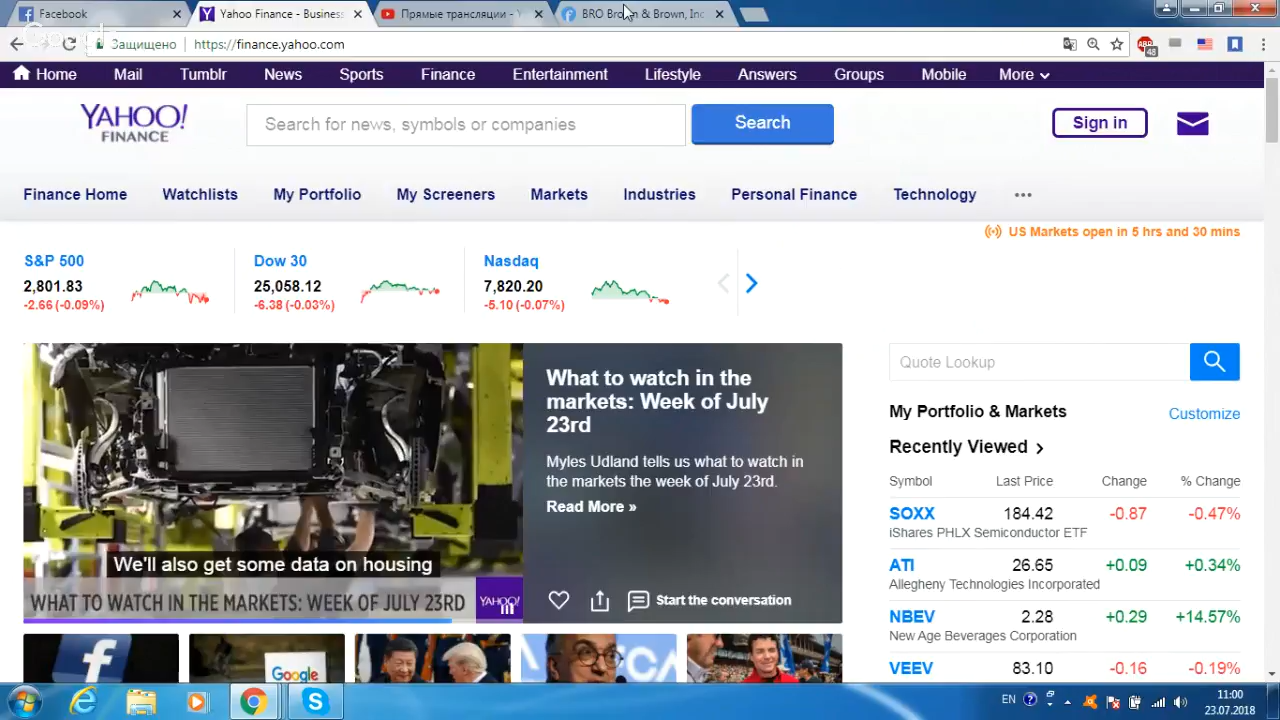 Facebook
Yahoo Finance - Business
Прямые трансляции - Y
BRO Brown & Brown, Inc
Защищено
https://finance.yahoo.com
48
Home Mail Tumblr News Sports Finance Entertainment Lifestyle Answers Groups Mobile More
YAHOO!
FINANCE
Search for news, symbols or companies
Search
Sign in
Finance Home Watchlists My Portfolio My Screeners Markets Industries Personal Finance Technology
US Markets open in 5 hrs and 30 mins
S&P 500
2,801.83
-2.66 (-0.09%)
Dow 30
25,058.12
-6.38 (-0.03%)
Nasdaq
7,820.20
-5.10 (-0.07%)
We'll also get some data on housing
WHAT TO WATCH IN THE MARKETS: WEEK OF JULY 23RD
YAHOO!
What to watch in the
markets: Week of July
23rd
Myles Udland tells us what to watch in
the markets the week of July 23rd.
Read More »
Start the conversation
Google
Quote Lookup
My Portfolio & Markets
Customize
Recently Viewed
Symbol Last Price Change % Change
SOXX 184.42 -0.87 -0.47%
iShares PHLX Semiconductor ETF
ATI 26.65 +0.09 +0.34%
Allegheny Technologies Incorporated
NBEV 2.28 +0.29 +14.57%
New Age Beverages Corporation
VEEV 83.10 -0.16 -0.19%
EN
11:00
23.07.2018